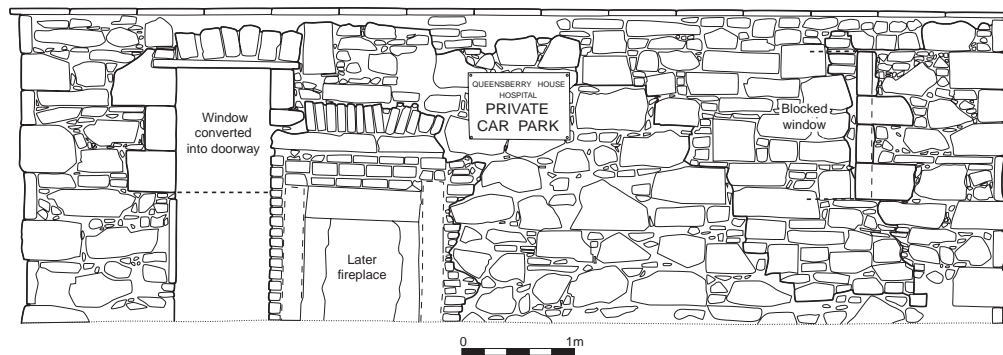 Window
converted
into doorway
Later
fireplace
QUEENSBERRY HOUSE
HOSPITAL
PRIVATE
CAR PARK
Blocked
window
0 1m